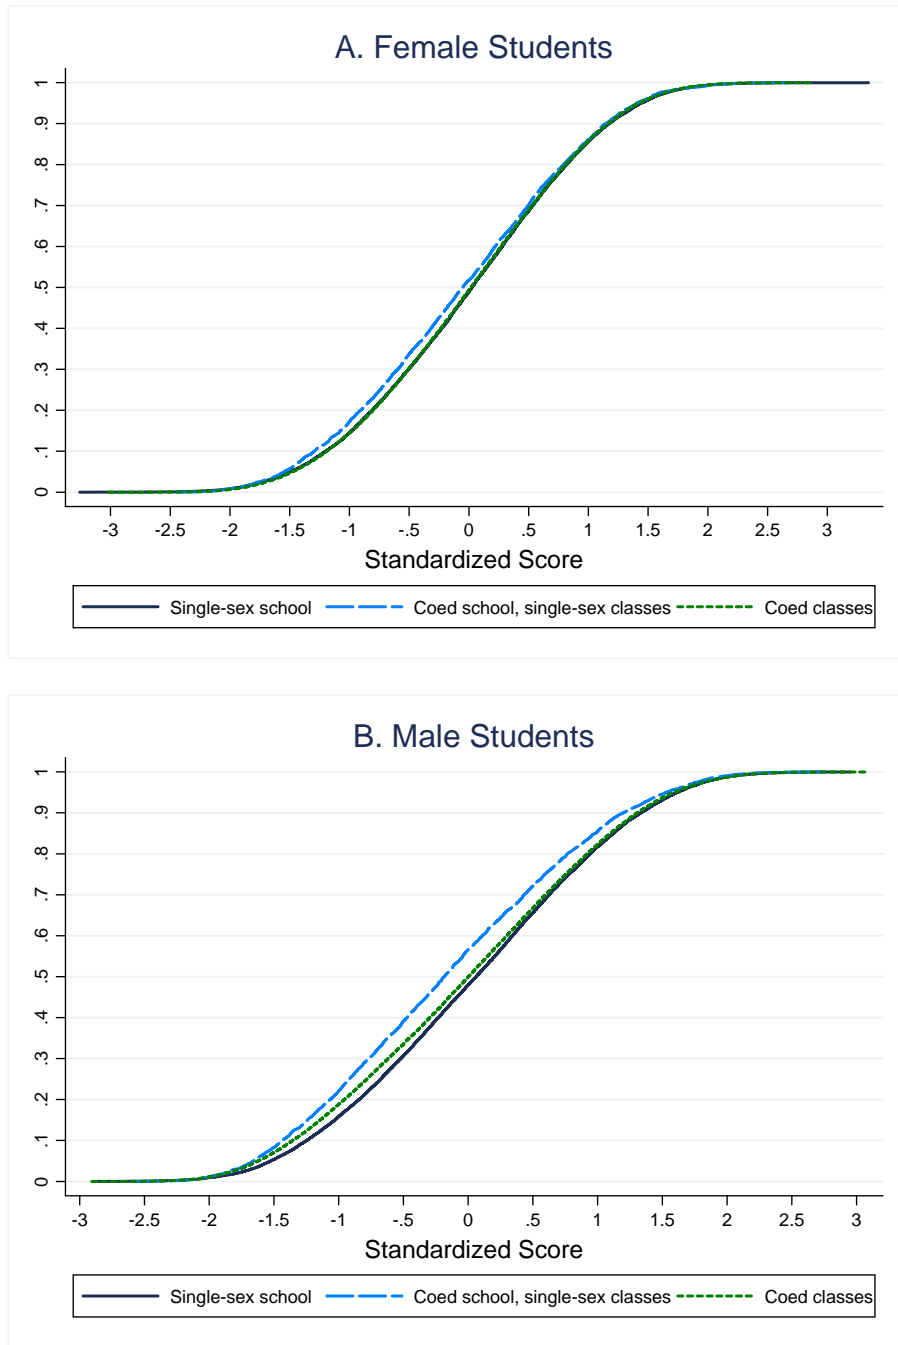 A. Female Students
1
.9
.8
.7
.6
.5
.4
.3
.2
.1
0
-3 -2.5 -2 -1.5 -1 -.5 0 .5 1 1.5 2 2.5 3
Standardized Score
Single-sex school Coed school, single-sex classes Coed classes
B. Male Students
1
.9
.8
.7
.6
.5
.4
.3
.2
.1
0
-3 -2.5 -2 -1.5 -1 -.5 0 .5 1 1.5 2 2.5 3
Standardized Score
Single-sex school Coed school, single-sex classes Coed classes